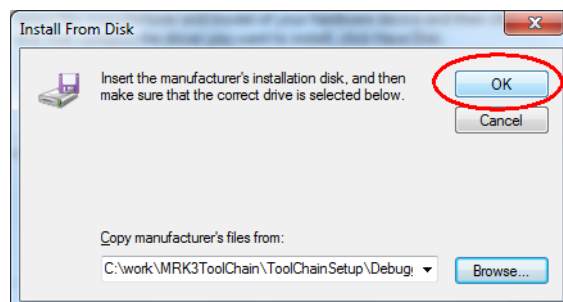 Install From Disk
Insert the manufacturer's installation disk, and then
make sure that the correct drive is selected below.
OK
Cancel
Copy manufacturer's files from:
C:\work\MRK3ToolChain\ToolChainSetup\Debug
Browse...